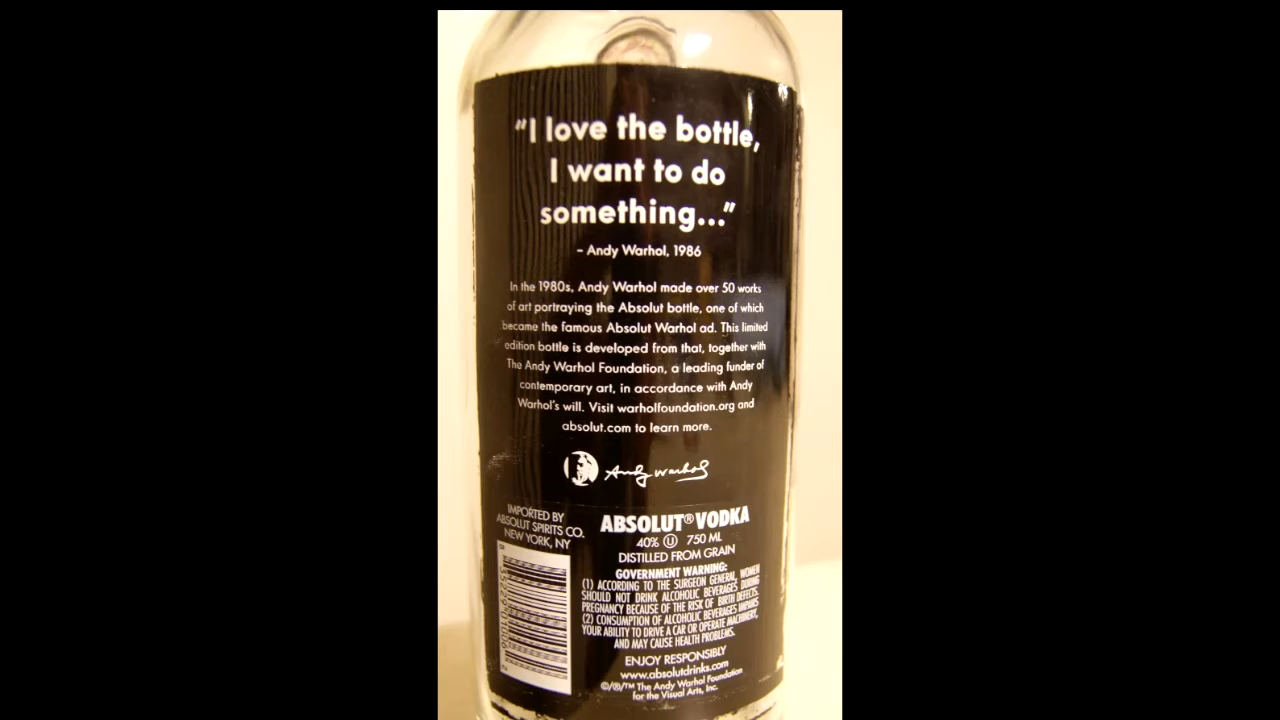 “I love the bottle,
I want to do
something...”
– Andy Warhol, 1986
In the 1980s, Andy Warhol made over 50 works
of art portraying the Absolut bottle, one of which
became the famous Absolut Warhol ad. This limited
edition bottle is developed from that, together with
The Andy Warhol Foundation, a leading funder of
contemporary art, in accordance with Andy
Warhol's will. Visit warholfoundation.org and
absolut.com to learn more.
Andy Warhol
IMPORTED BY
ABSOLUT SPIRITS CO.
NEW YORK, NY
ABSOLUT® VODKA
40% Ⓤ 750 ML
DISTILLED FROM GRAIN
GOVERNMENT WARNING:
(1) ACCORDING TO THE SURGEON GENERAL, WOMEN
SHOULD NOT DRINK ALCOHOLIC BEVERAGES DURING
PREGNANCY BECAUSE OF THE RISK OF BIRTH DEFECTS.
(2) CONSUMPTION OF ALCOHOLIC BEVERAGES IMPAIRS
YOUR ABILITY TO DRIVE A CAR OR OPERATE MACHINERY,
AND MAY CAUSE HEALTH PROBLEMS.
ENJOY RESPONSIBLY
www.absolutdrinks.com
©/®/™ The Andy Warhol Foundation
for the Visual Arts, Inc.